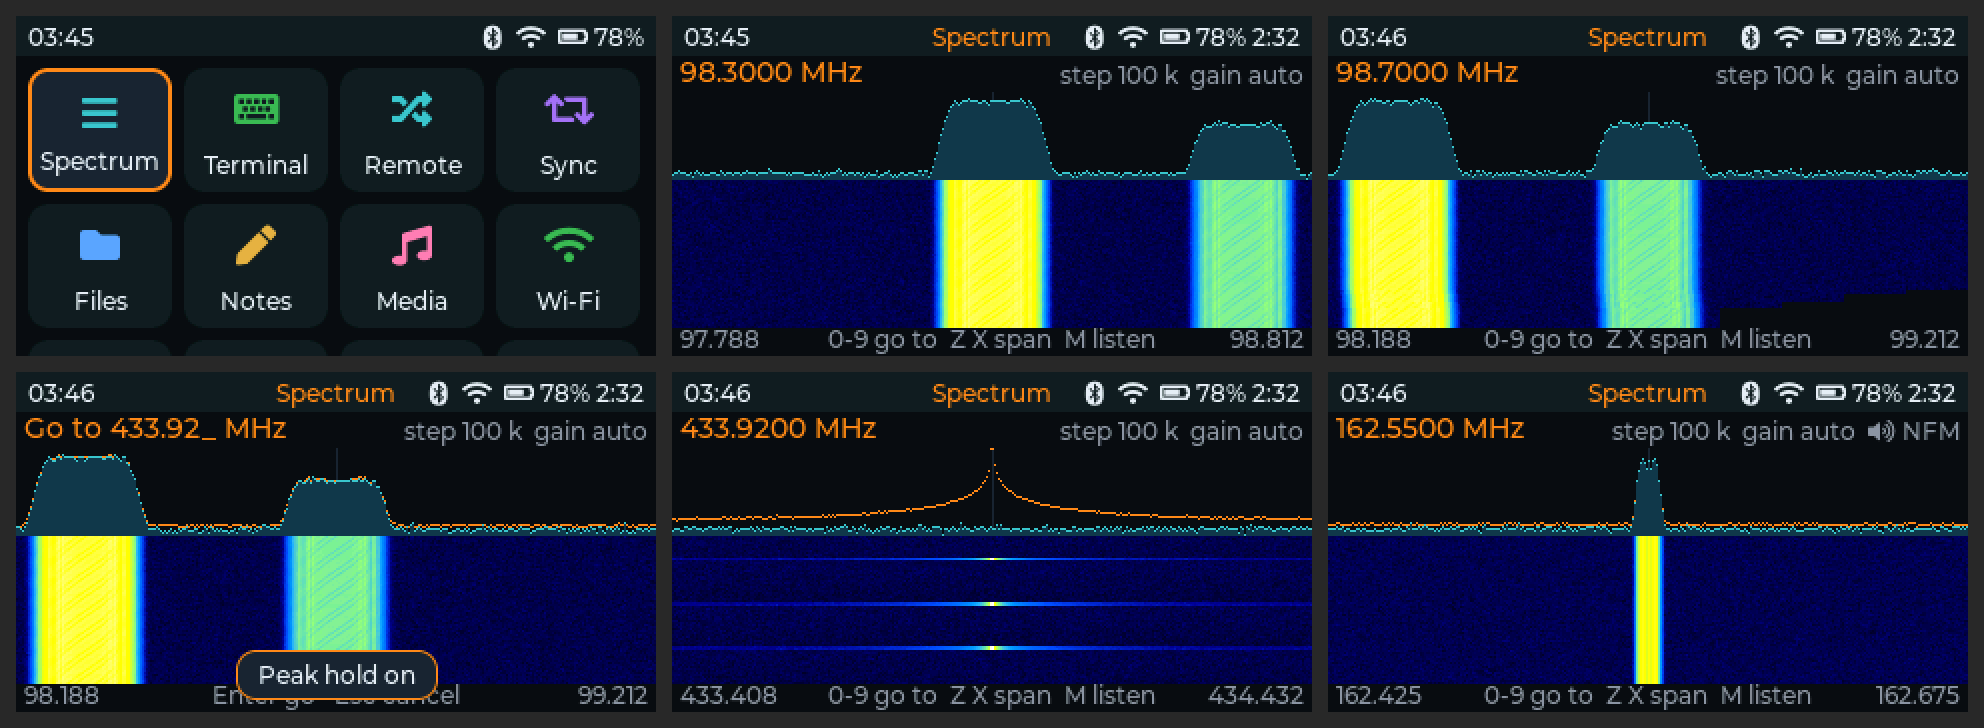 03:45 78%
Spectrum Terminal Remote Sync
Files Notes Media Wi-Fi
03:45 Spectrum 78% 2:32
98.3000 MHz step 100 k gain auto
97.788 0-9 go to Z X span M listen 98.812
03:46 Spectrum 78% 2:32
98.7000 MHz step 100 k gain auto
98.188 0-9 go to Z X span M listen 99.212
03:46 Spectrum 78% 2:32
Go to 433.92_ MHz step 100 k gain auto
Peak hold on
98.188 99.212
03:46 Spectrum 78% 2:32
433.9200 MHz step 100 k gain auto
433.408 0-9 go to Z X span M listen 434.432
03:46 Spectrum 78% 2:32
162.5500 MHz step 100 k gain auto NFM
162.425 0-9 go to Z X span M listen 162.675